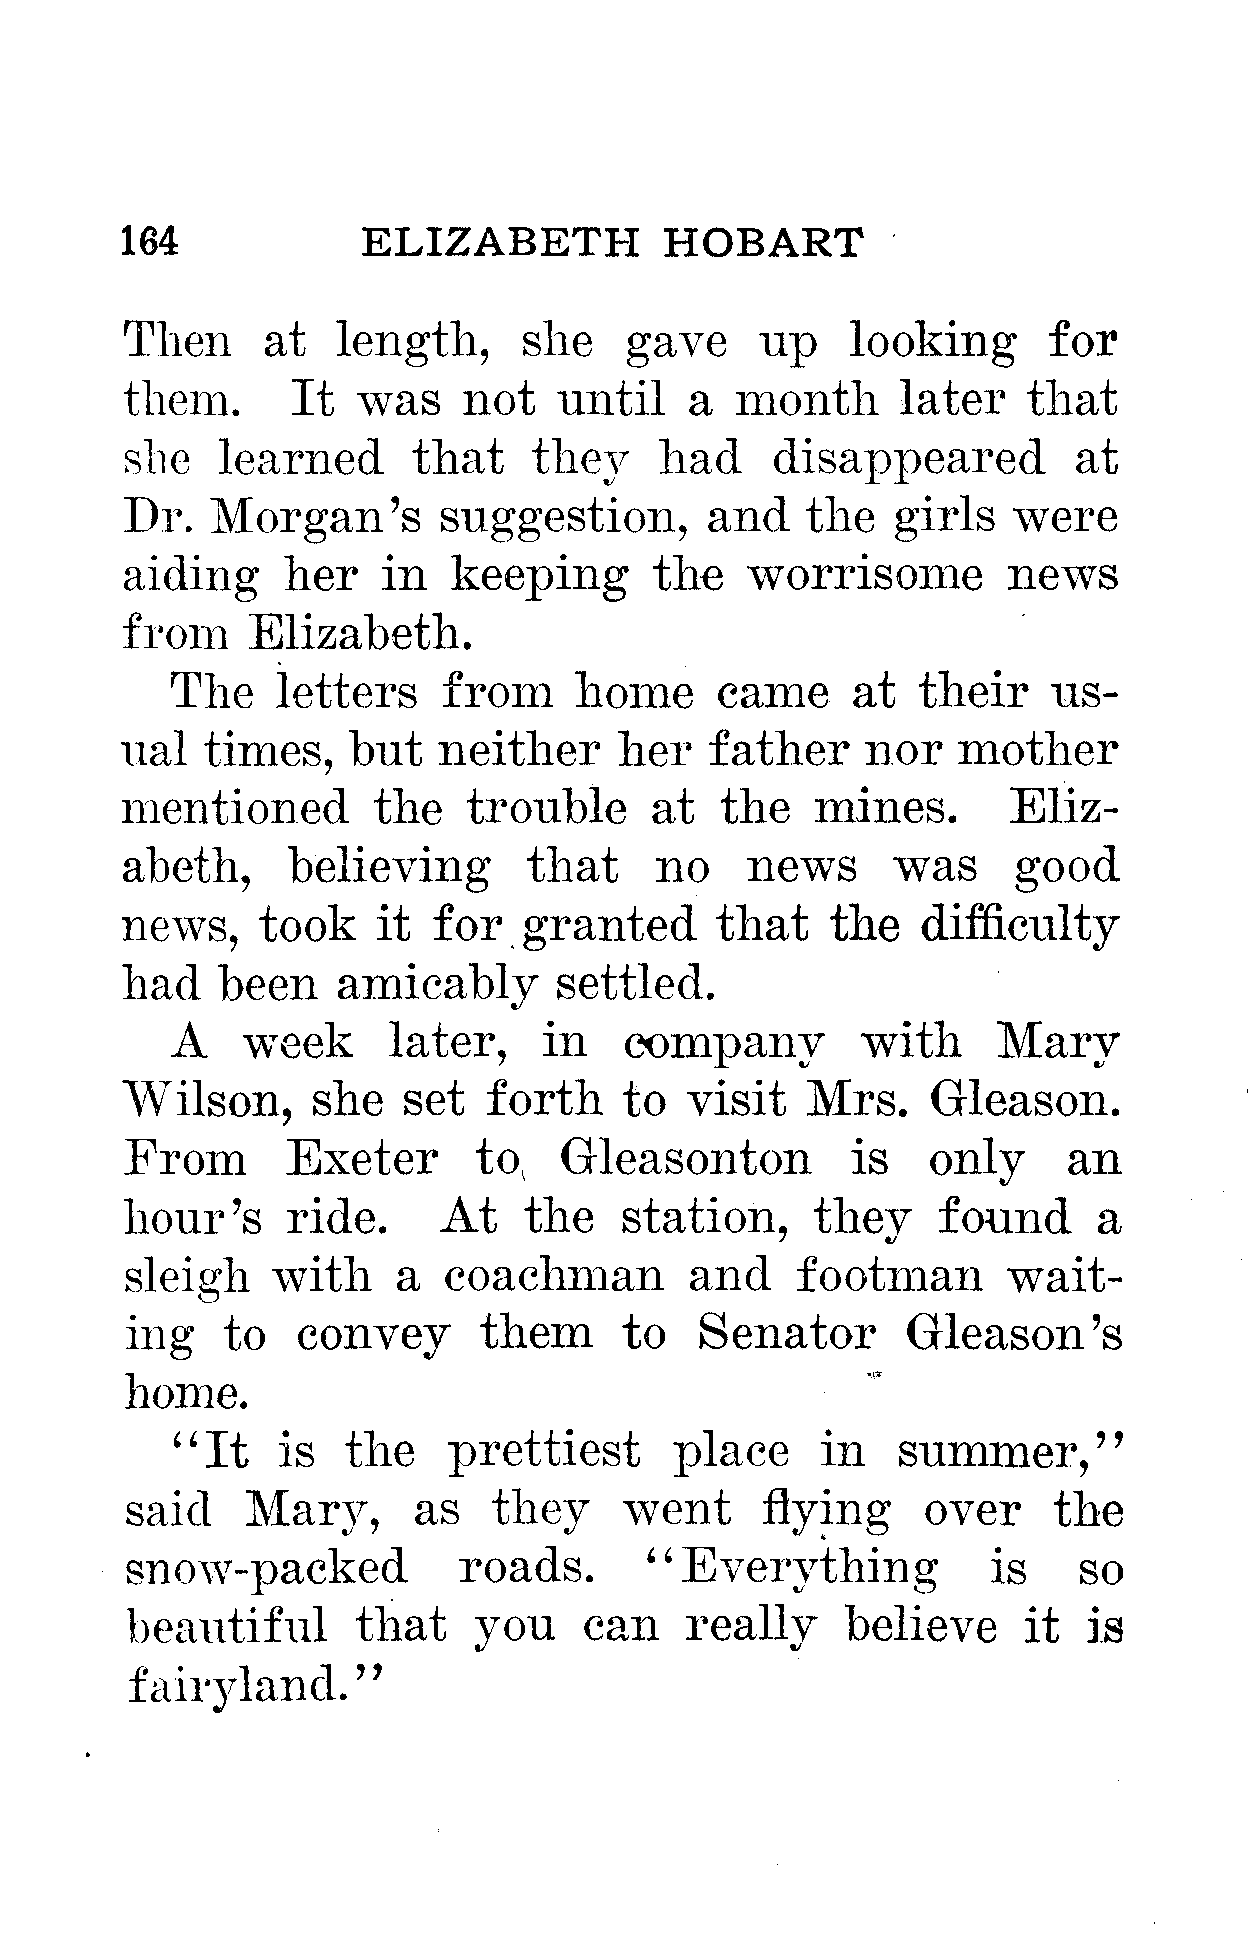 164 ELIZABETH HOBART
Then at length, she gave up looking for
them. It was not until a month later that
she learned that they had disappeared at
Dr. Morgan's suggestion, and the girls were
aiding her in keeping the worrisome news
from Elizabeth.
The letters from home came at their us-
ual times, but neither her father nor mother
mentioned the trouble at the mines. Eliz-
abeth, believing that no news was good
news, took it for granted that the difficulty
had been amicably settled.
A week later, in company with Mary
Wilson, she set forth to visit Mrs. Gleason.
From Exeter to Gleasonton is only an
hour's ride. At the station, they found a
sleigh with a coachman and footman wait-
ing to convey them to Senator Gleason's
home.
"It is the prettiest place in summer,"
said Mary, as they went flying over the
snow-packed roads. "Everything is so
beautiful that you can really believe it is
fairyland."